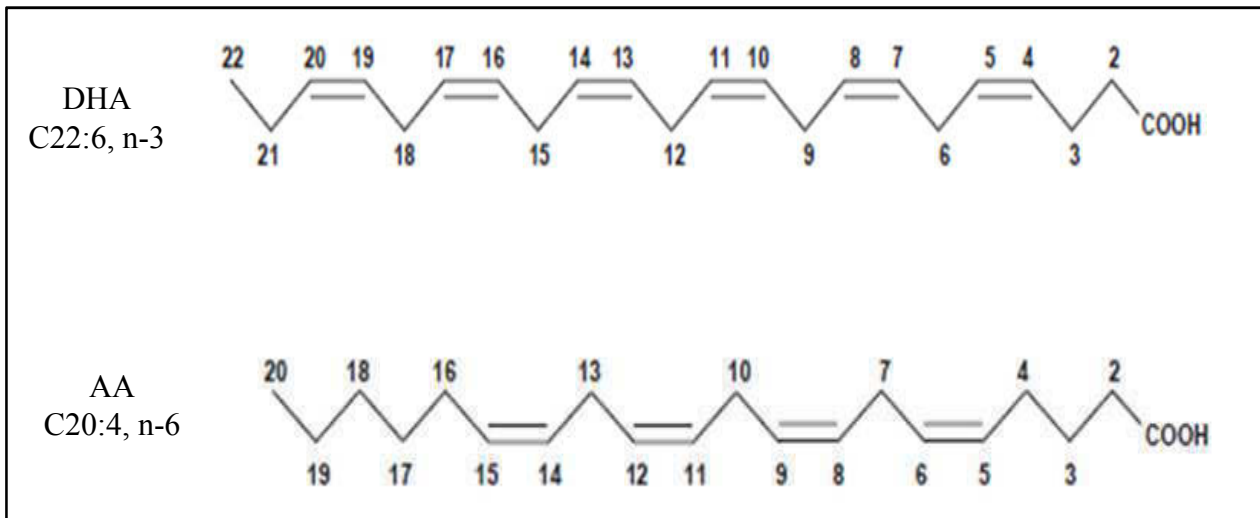 22 20 19 17 16 14 13 11 10 8 7 5 4 2
DHA
C22:6, n-3
COOH
21 18 15 12 9 6 3
20 18 16 13 10 7 4 2
AA
C20:4, n-6
COOH
19 17 15 14 12 11 9 8 6 5 3